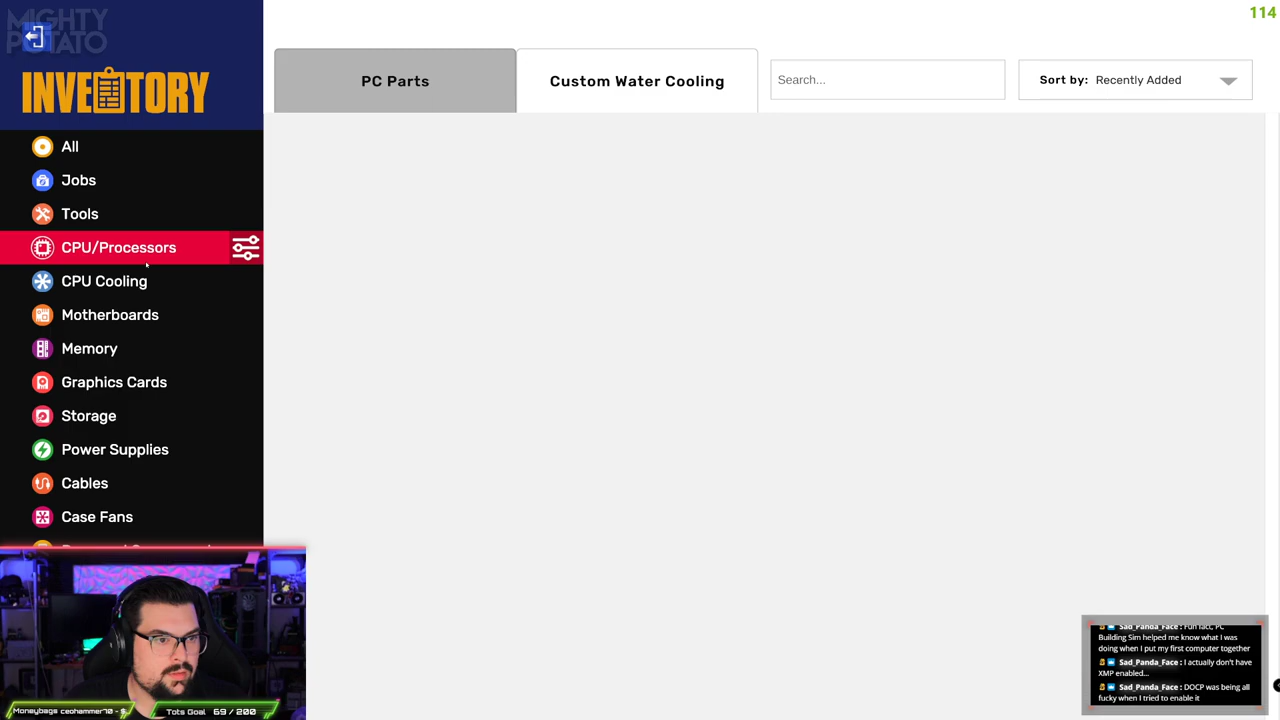 MIGHTY
POTATO
114
INVENTORY
PC Parts
Custom Water Cooling
Search...
Sort by: Recently Added
All
Jobs
Tools
CPU/Processors
CPU Cooling
Motherboards
Memory
Graphics Cards
Storage
Power Supplies
Cables
Case Fans
Sad_Panda_Face : Fun fact, PC
Building Sim helped me know what I was
doing when I put my first computer together
Sad_Panda_Face : I actually don't have
XMP enabled...
Sad_Panda_Face : DOCP was being all
fucky when I tried to enable it
Moneybags ceohammer70 - $
Tots Goal 69 / 200